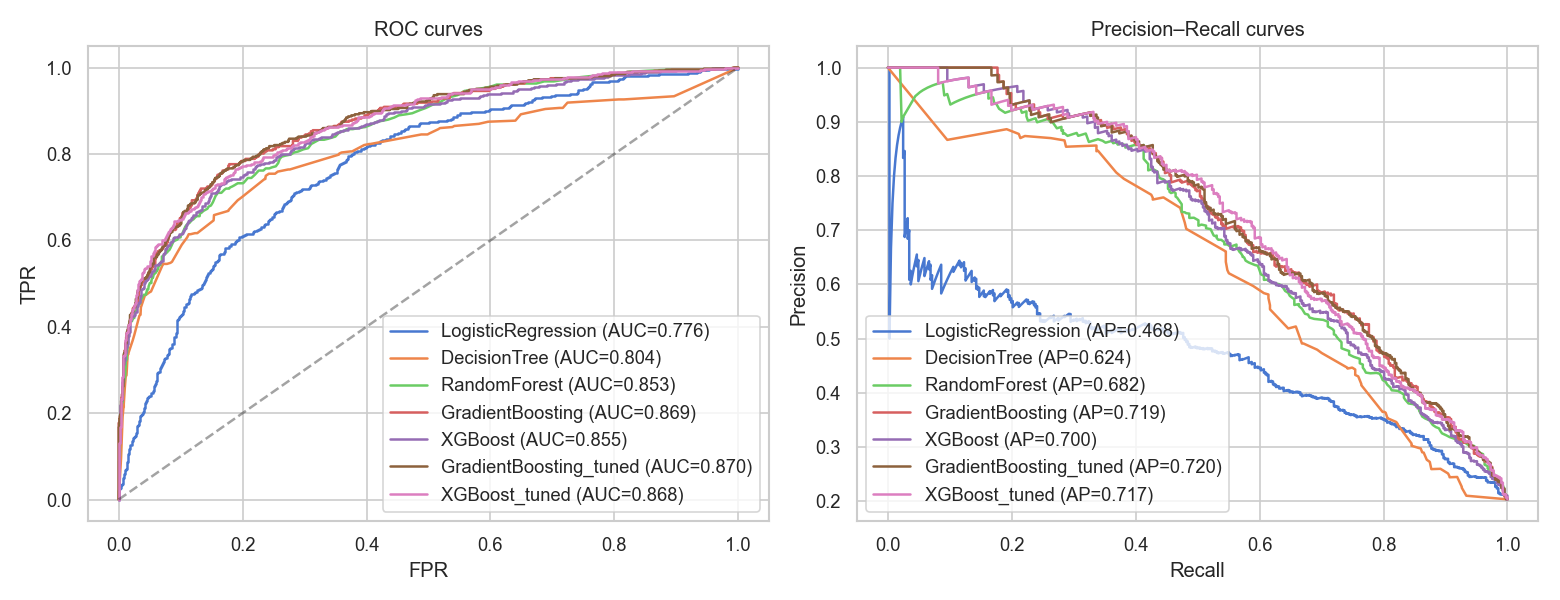 ROC curves
1.0
0.8
0.6
0.4
0.2
0.0
TPR
0.0 0.2 0.4 0.6 0.8 1.0
FPR
LogisticRegression (AUC=0.776)
DecisionTree (AUC=0.804)
RandomForest (AUC=0.853)
GradientBoosting (AUC=0.869)
XGBoost (AUC=0.855)
GradientBoosting_tuned (AUC=0.870)
XGBoost_tuned (AUC=0.868)
Precision–Recall curves
1.0
0.9
0.8
0.7
0.6
0.5
0.4
0.3
0.2
Precision
0.0 0.2 0.4 0.6 0.8 1.0
Recall
LogisticRegression (AP=0.468)
DecisionTree (AP=0.624)
RandomForest (AP=0.682)
GradientBoosting (AP=0.719)
XGBoost (AP=0.700)
GradientBoosting_tuned (AP=0.720)
XGBoost_tuned (AP=0.717)